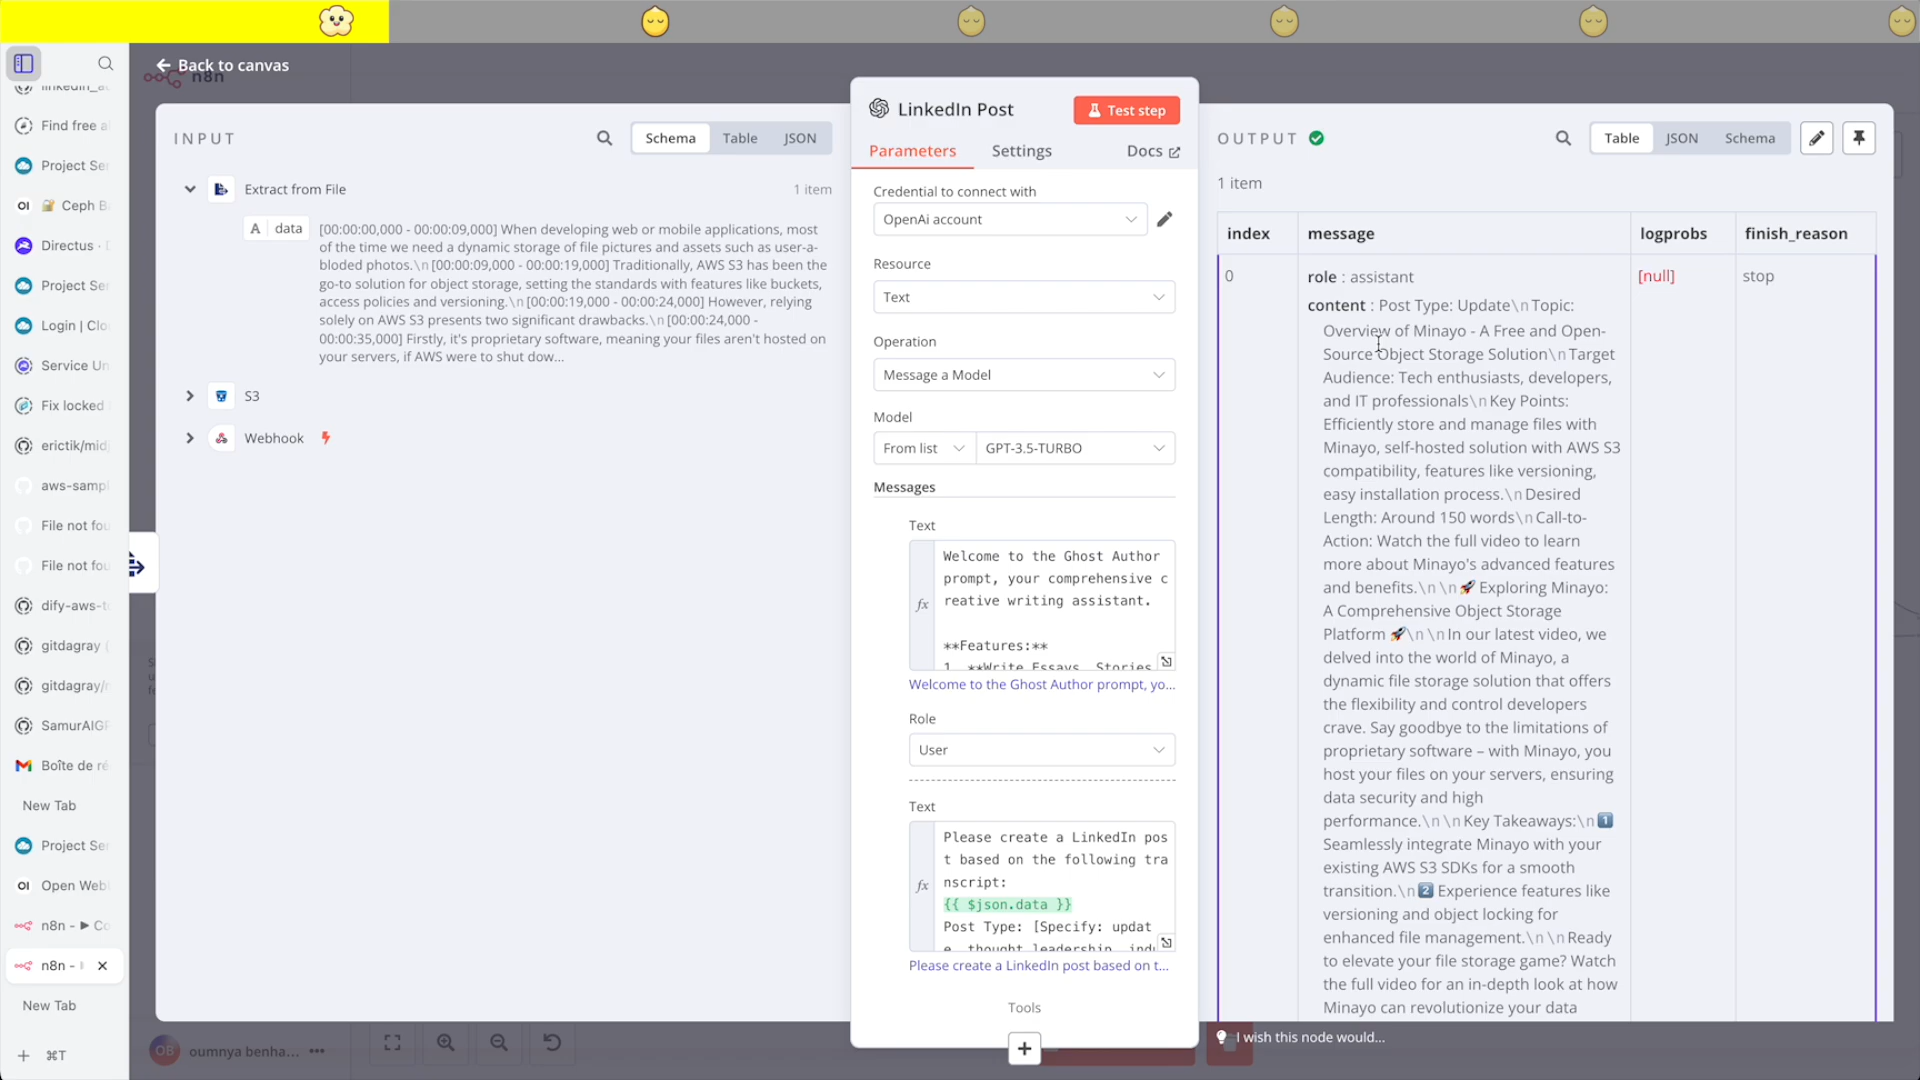 Back to canvas
n8n
linkedin_a
Find free a
Project Ser
OI 🔐 Ceph B
Directus ·
Project Ser
Login | Clo
Service Un
Fix locked
erictik/mid
aws-sampl
File not fou
File not fou
dify-aws-to
gitdagray (
gitdagray/r
SamurAIGP
Boîte de ré
New Tab
Project Ser
OI Open Web
n8n - ▶ Co
n8n -
New Tab
+ ⌘T
INPUT
Schema Table JSON
Extract from File 1 item
A data
[00:00:00,000 - 00:00:09,000] When developing web or mobile applications, most
of the time we need a dynamic storage of file pictures and assets such as user-a-
bloded photos.\n [00:00:09,000 - 00:00:19,000] Traditionally, AWS S3 has been the
go-to solution for object storage, setting the standards with features like buckets,
access policies and versioning.\n [00:00:19,000 - 00:00:24,000] However, relying
solely on AWS S3 presents two significant drawbacks.\n [00:00:24,000 -
00:00:35,000] Firstly, it's proprietary software, meaning your files aren't hosted on
your servers, if AWS were to shut dow...
S3
Webhook
OB oumnya benha... •••
LinkedIn Post
Test step
Parameters Settings Docs
Credential to connect with
OpenAi account
Resource
Text
Operation
Message a Model
Model
From list GPT-3.5-TURBO
Messages
Text
fx
Welcome to the Ghost Author
prompt, your comprehensive c
reative writing assistant.
**Features:**
1. **Write Essays, Stories
Welcome to the Ghost Author prompt, yo...
Role
User
Text
fx
Please create a LinkedIn pos
t based on the following tra
nscript:
{{ $json.data }}
Post Type: [Specify: updat
e, thought leadership, indu
Please create a LinkedIn post based on t...
Tools
+
OUTPUT
Table JSON Schema
1 item
index message logprobs finish_reason
0 role : assistant [null] stop
content : Post Type: Update\n Topic:
Overview of Minayo - A Free and Open-
Source Object Storage Solution\n Target
Audience: Tech enthusiasts, developers,
and IT professionals\n Key Points:
Efficiently store and manage files with
Minayo, self-hosted solution with AWS S3
compatibility, features like versioning,
easy installation process.\n Desired
Length: Around 150 words\n Call-to-
Action: Watch the full video to learn
more about Minayo's advanced features
and benefits.\n\n🚀 Exploring Minayo:
A Comprehensive Object Storage
Platform 🚀\n \n In our latest video, we
delved into the world of Minayo, a
dynamic file storage solution that offers
the flexibility and control developers
crave. Say goodbye to the limitations of
proprietary software – with Minayo, you
host your files on your servers, ensuring
data security and high
performance.\n\n Key Takeaways:\n 1️⃣
Seamlessly integrate Minayo with your
existing AWS S3 SDKs for a smooth
transition.\n 2️⃣ Experience features like
versioning and object locking for
enhanced file management.\n\n Ready
to elevate your file storage game? Watch
the full video for an in-depth look at how
Minayo can revolutionize your data
I wish this node would...